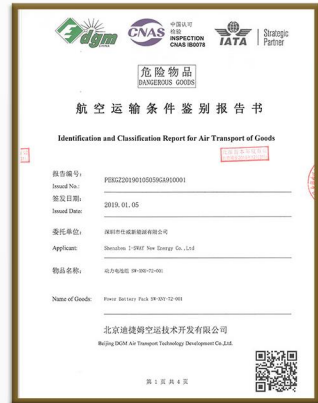 dgm
CNAS
中国认可
检验
INSPECTION
CNAS IB0078
IATA
Strategic
Partner
危险物品
DANGEROUS GOODS
航空运输条件鉴别报告书
Identification and Classification Report for Air Transport of Goods
报告编号:
Issued No.:
PEKGZ20190105059GA910001
签发日期:
Issued Date:
2019.01.05
委托单位:
深圳市仕威新能源有限公司
Applicant:
Shenzhen I-SWAY New Energy Co.,Ltd
物品名称:
动力电池组 SW-XNY-72-001
Name of Goods:
Power Battery Pack SW-XNY-72-001
北京迪捷姆空运技术开发有限公司
Beijing DGM Air Transport Technology Development Co.,Ltd.
第 1 页 共 4 页